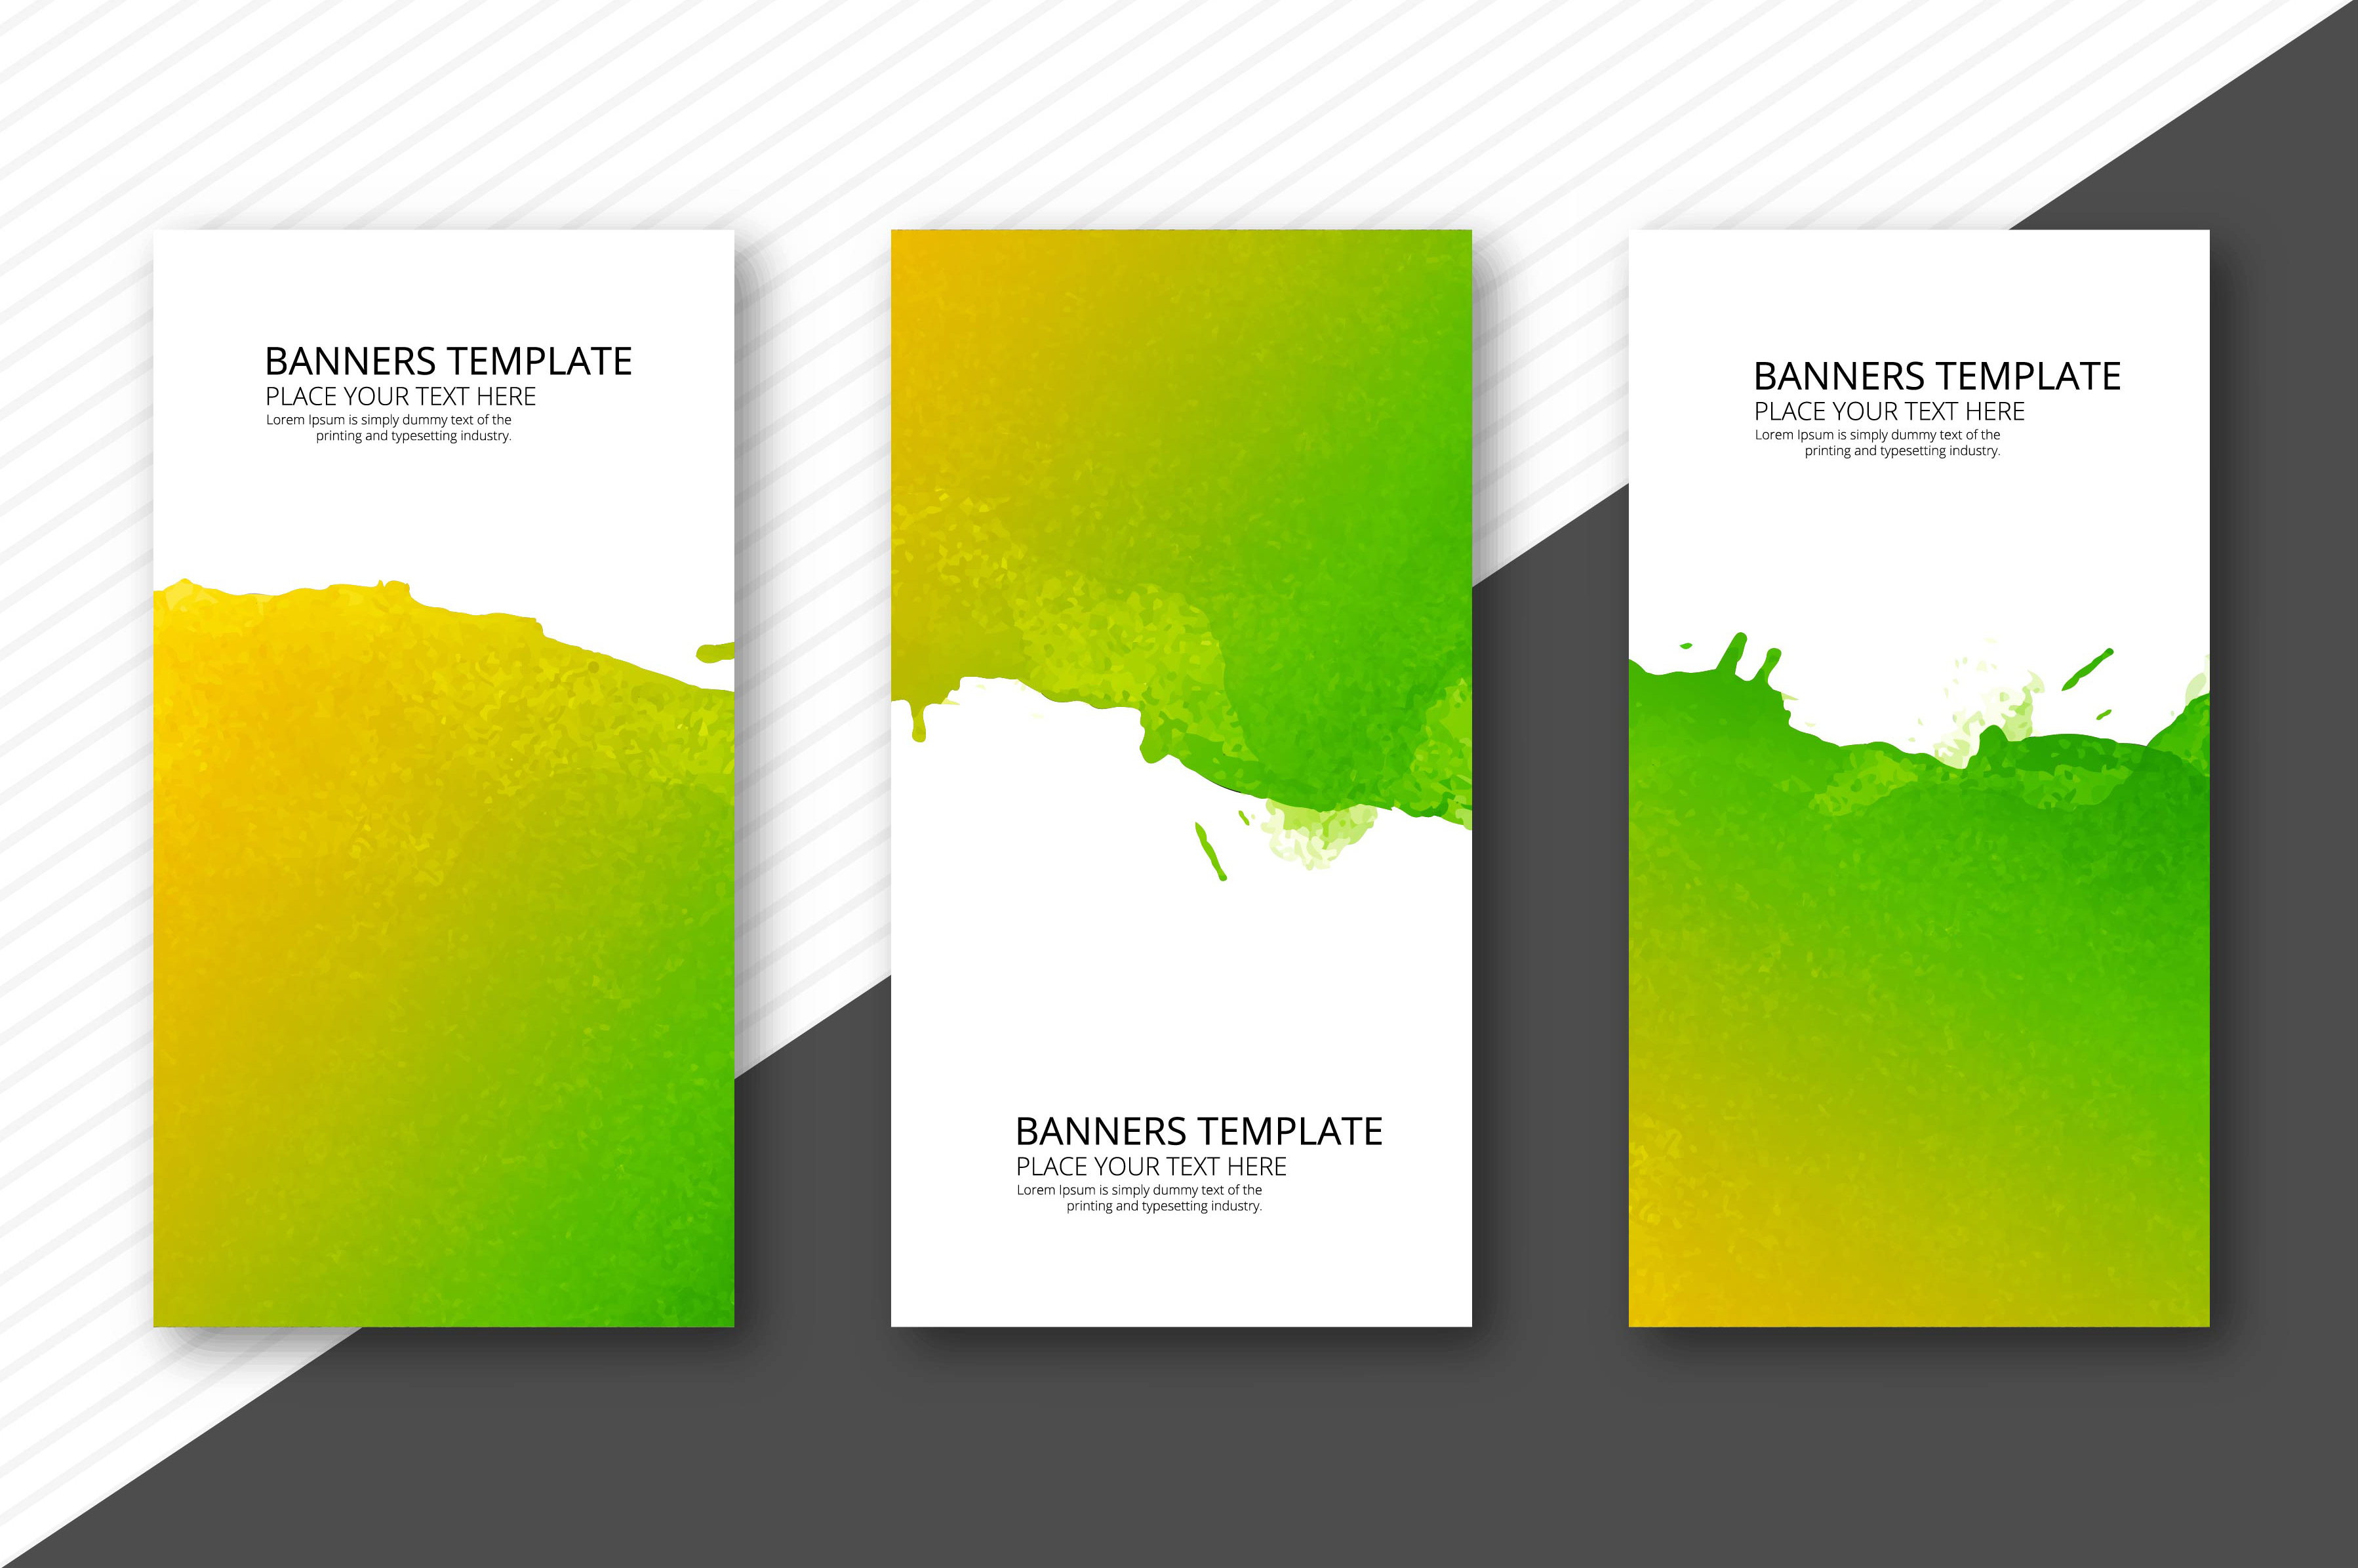 BANNERS TEMPLATE
PLACE YOUR TEXT HERE
Lorem Ipsum is simply dummy text of the
printing and typesetting industry.
BANNERS TEMPLATE
PLACE YOUR TEXT HERE
Lorem Ipsum is simply dummy text of the
printing and typesetting industry.
BANNERS TEMPLATE
PLACE YOUR TEXT HERE
Lorem Ipsum is simply dummy text of the
printing and typesetting industry.